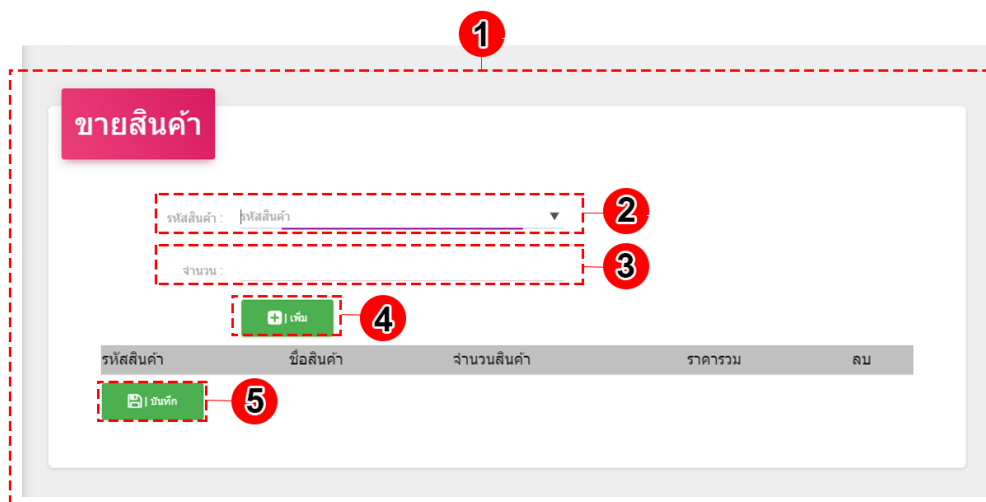 1
ขายสินค้า
รหัสสินค้า : รหัสสินค้า 2
จำนวน : 3
| เพิ่ม 4
รหัสสินค้า ชื่อสินค้า จำนวนสินค้า ราคารวม ลบ
| บันทึก 5